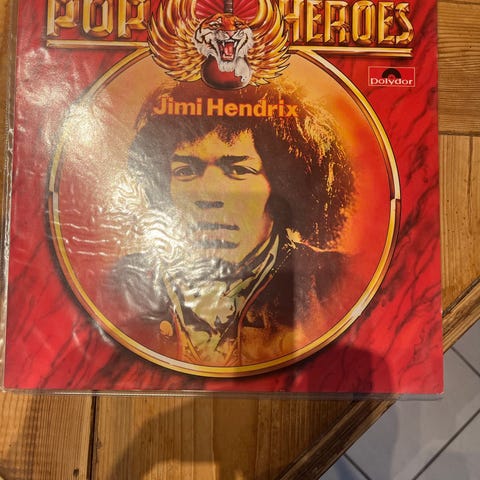 POP HEROES
polydor
Jimi Hendrix